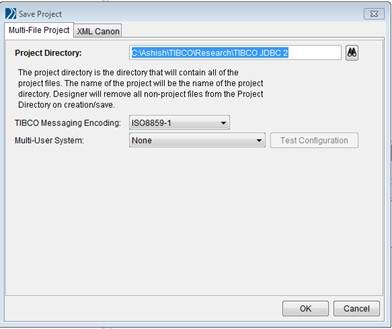 Save Project
Multi-File Project XML Canon
Project Directory: C:\Ashish\TIBCO\Research\TIBCO JDBC 2
The project directory is the directory that will contain all of the
project files. The name of the project will be the name of the project
directory. Designer will remove all non-project files from the Project
Directory on creation/save.
TIBCO Messaging Encoding: ISO8859-1
Multi-User System: None Test Configuration
OK Cancel